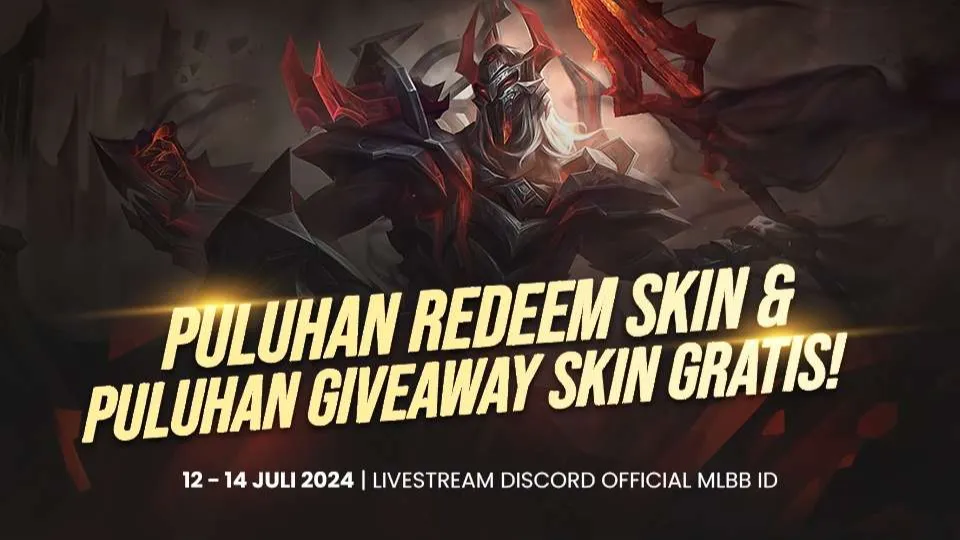 PULUHAN REDEEM SKIN &
PULUHAN GIVEAWAY SKIN GRATIS!
12 – 14 JULI 2024 | LIVESTREAM DISCORD OFFICIAL MLBB ID